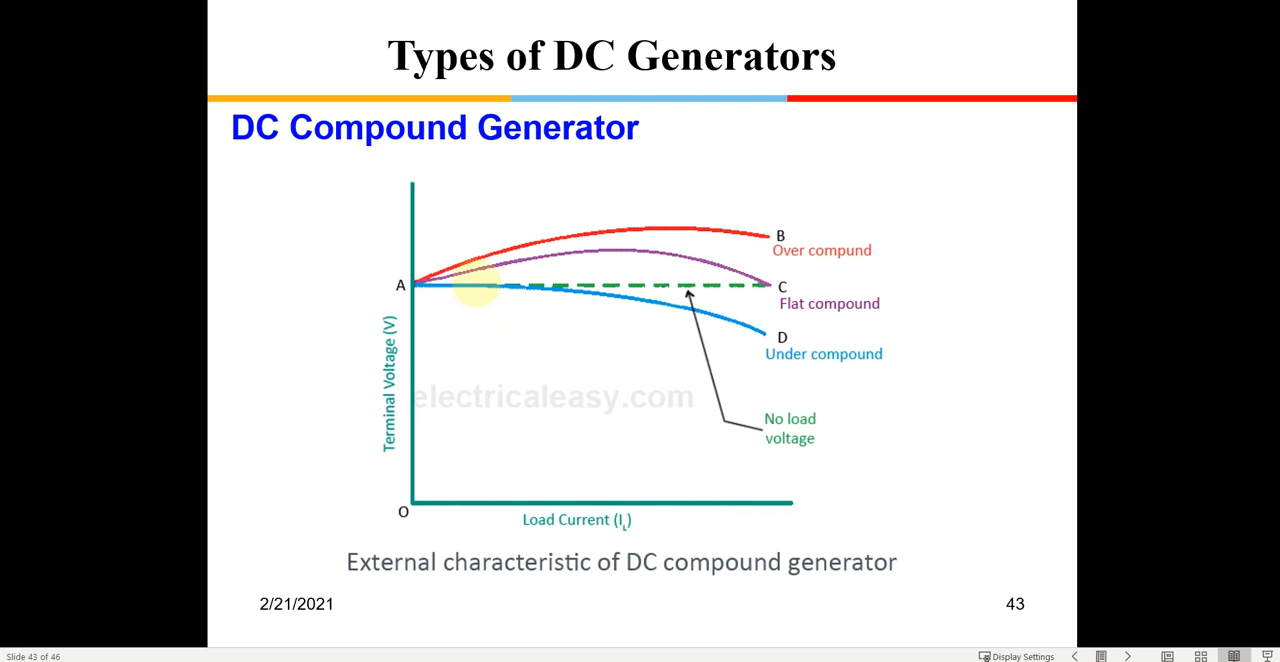 Types of DC Generators
DC Compound Generator
B
Over compund
A
C
Flat compound
D
Under compound
Terminal Voltage (V)
electricaleasy.com
No load
voltage
O
Load Current (IL)
External characteristic of DC compound generator
2/21/2021
43
Slide 43 of 46
Display Settings